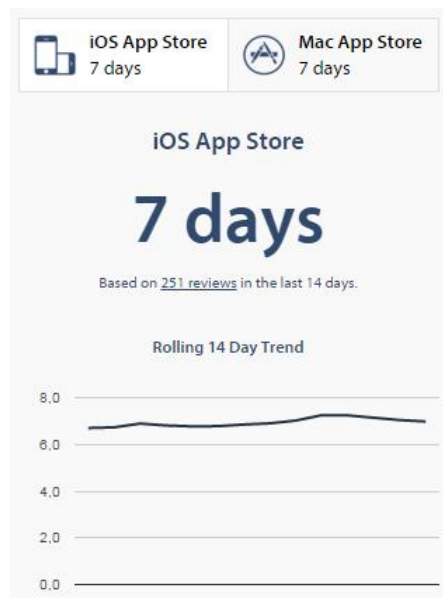 iOS App Store
7 days
Mac App Store
7 days
iOS App Store
7 days
Based on 251 reviews in the last 14 days.
Rolling 14 Day Trend
8.0
6.0
4.0
2.0
0.0